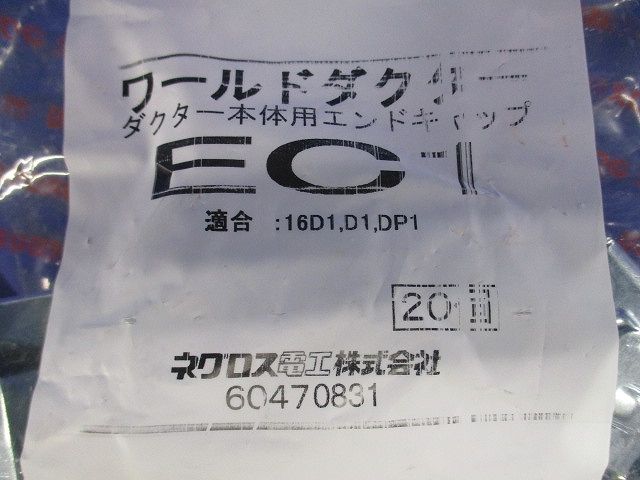 ワールドダクター
ダクター本体用エンドキャップ
EC-1
適合 :16D1,D1,DP1
20個
ネグロス電工株式会社
60470831